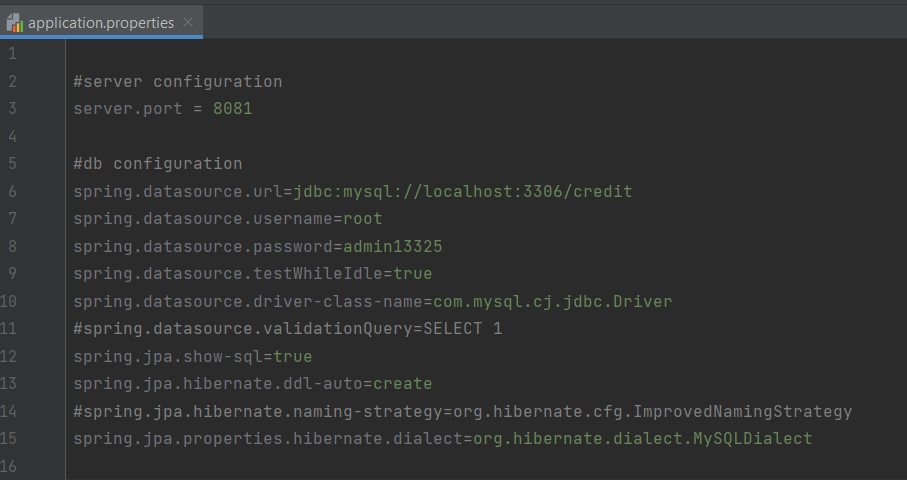 application.properties
1
2 #server configuration
3 server.port = 8081
4
5 #db configuration
6 spring.datasource.url=jdbc:mysql://localhost:3306/credit
7 spring.datasource.username=root
8 spring.datasource.password=admin13325
9 spring.datasource.testWhileIdle=true
10 spring.datasource.driver-class-name=com.mysql.cj.jdbc.Driver
11 #spring.datasource.validationQuery=SELECT 1
12 spring.jpa.show-sql=true
13 spring.jpa.hibernate.ddl-auto=create
14 #spring.jpa.hibernate.naming-strategy=org.hibernate.cfg.ImprovedNamingStrategy
15 spring.jpa.properties.hibernate.dialect=org.hibernate.dialect.MySQLDialect
16